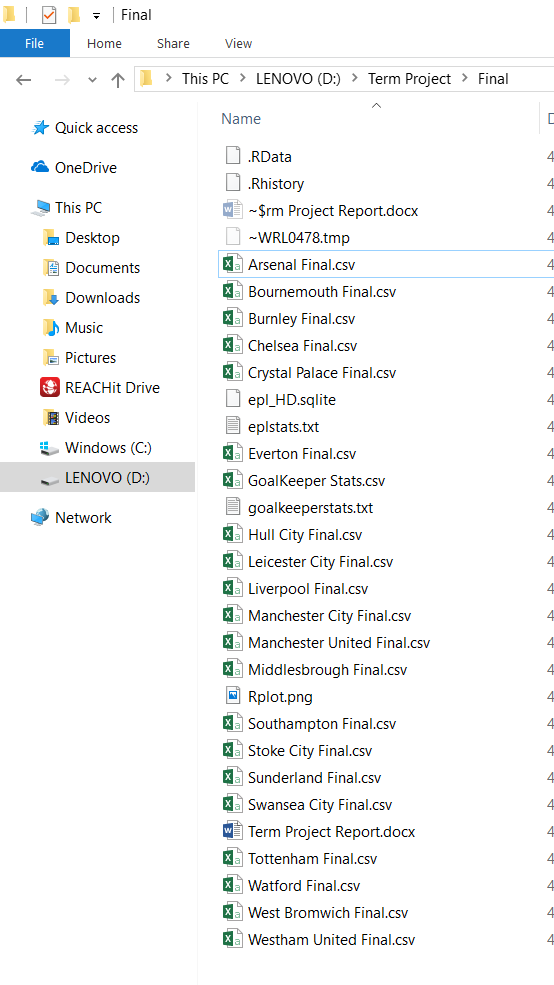 Final
File Home Share View
This PC LENOVO (D:) Term Project Final
Quick access
OneDrive
This PC
Desktop
Documents
Downloads
Music
Pictures
REACHit Drive
Videos
Windows (C:)
LENOVO (D:)
Network
Name
.RData
.Rhistory
~$rm Project Report.docx
~WRL0478.tmp
Arsenal Final.csv
Bournemouth Final.csv
Burnley Final.csv
Chelsea Final.csv
Crystal Palace Final.csv
epl_HD.sqlite
eplstats.txt
Everton Final.csv
GoalKeeper Stats.csv
goalkeeperstats.txt
Hull City Final.csv
Leicester City Final.csv
Liverpool Final.csv
Manchester City Final.csv
Manchester United Final.csv
Middlesbrough Final.csv
Rplot.png
Southampton Final.csv
Stoke City Final.csv
Sunderland Final.csv
Swansea City Final.csv
Term Project Report.docx
Tottenham Final.csv
Watford Final.csv
West Bromwich Final.csv
Westham United Final.csv